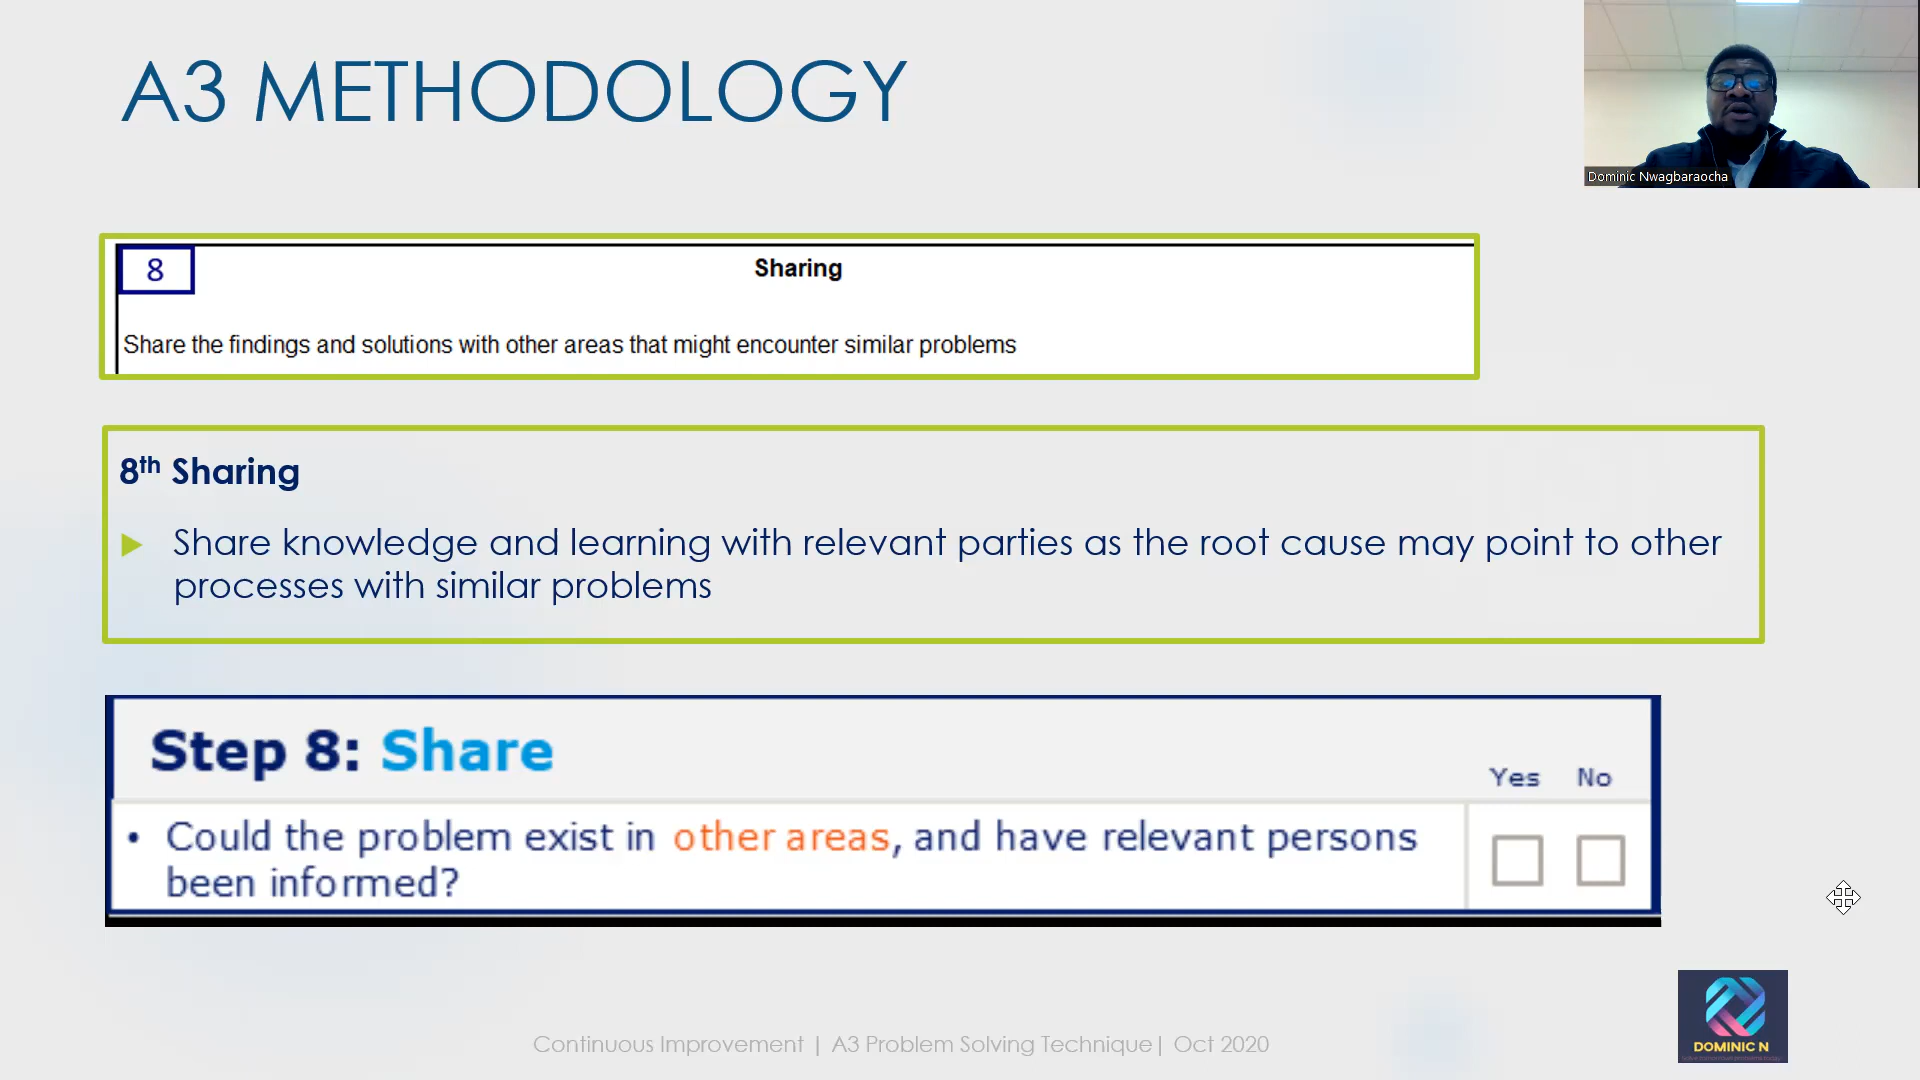 A3 METHODOLOGY
Dominic Nwagbaraocha
8
Sharing
Share the findings and solutions with other areas that might encounter similar problems
8th Sharing
Share knowledge and learning with relevant parties as the root cause may point to other
processes with similar problems
Step 8: Share
Yes No
• Could the problem exist in other areas, and have relevant persons
been informed?
DOMINIC N
Continuous Improvement | A3 Problem Solving Technique| Oct 2020